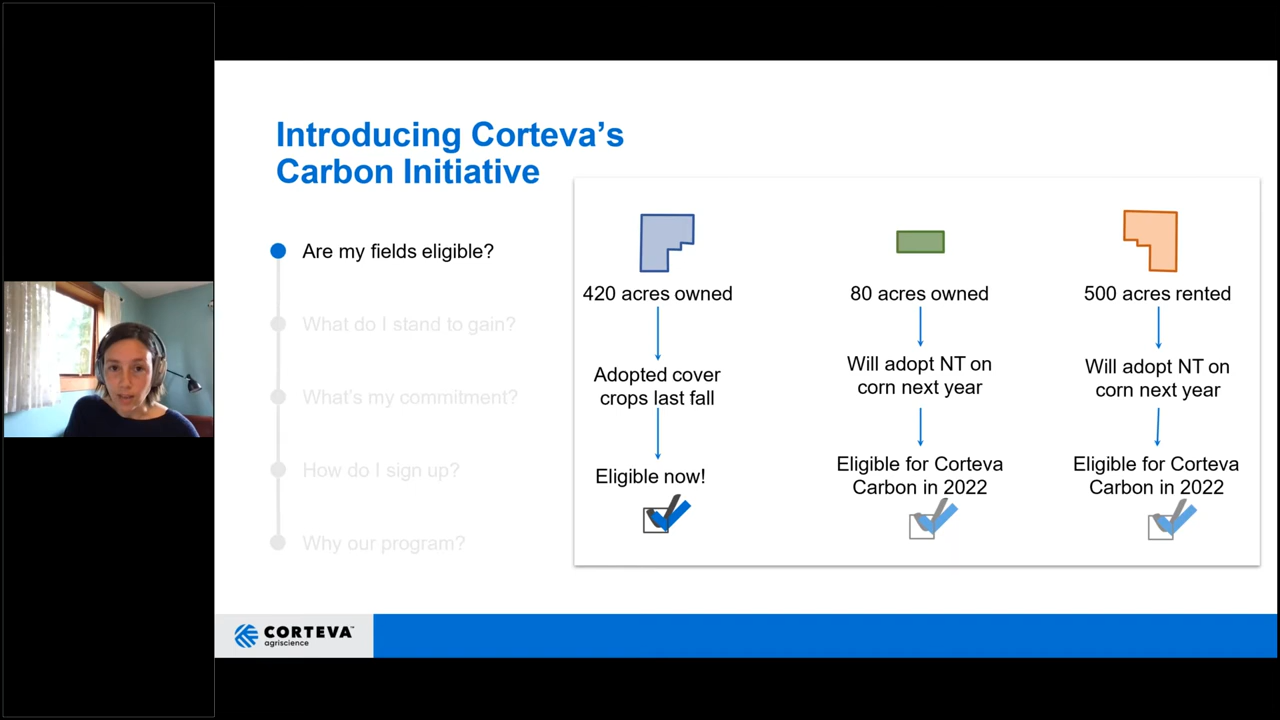 Introducing Corteva's
Carbon Initiative
Are my fields eligible?
What do I stand to gain?
What's my commitment?
How do I sign up?
Why our program?
420 acres owned
Adopted cover
crops last fall
Eligible now!
80 acres owned
Will adopt NT on
corn next year
Eligible for Corteva
Carbon in 2022
500 acres rented
Will adopt NT on
corn next year
Eligible for Corteva
Carbon in 2022
CORTEVA™
agriscience